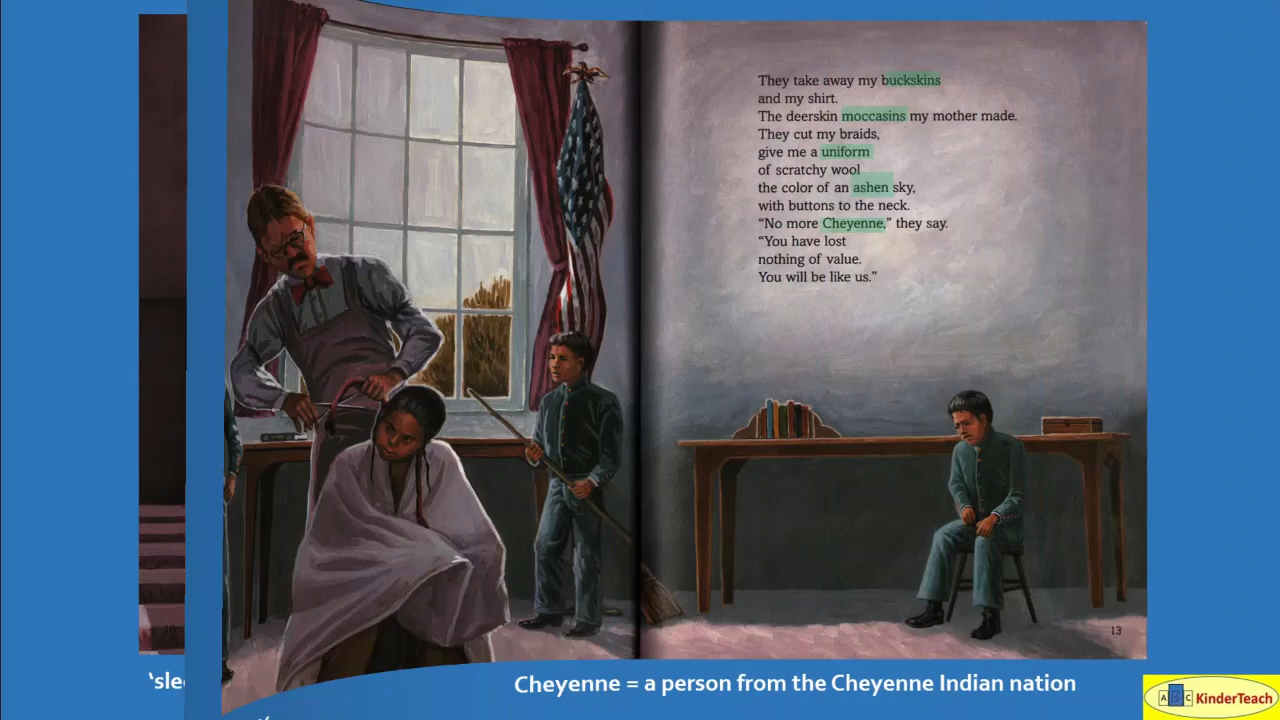 They take away my buckskins
and my shirt.
The deerskin moccasins my mother made.
They cut my braids,
give me a uniform
of scratchy wool
the color of an ashen sky,
with buttons to the neck.
“No more Cheyenne,” they say.
“You have lost
nothing of value.
You will be like us.”
10
13
‘slee
Cheyenne = a person from the Cheyenne Indian nation
ABC KinderTeach